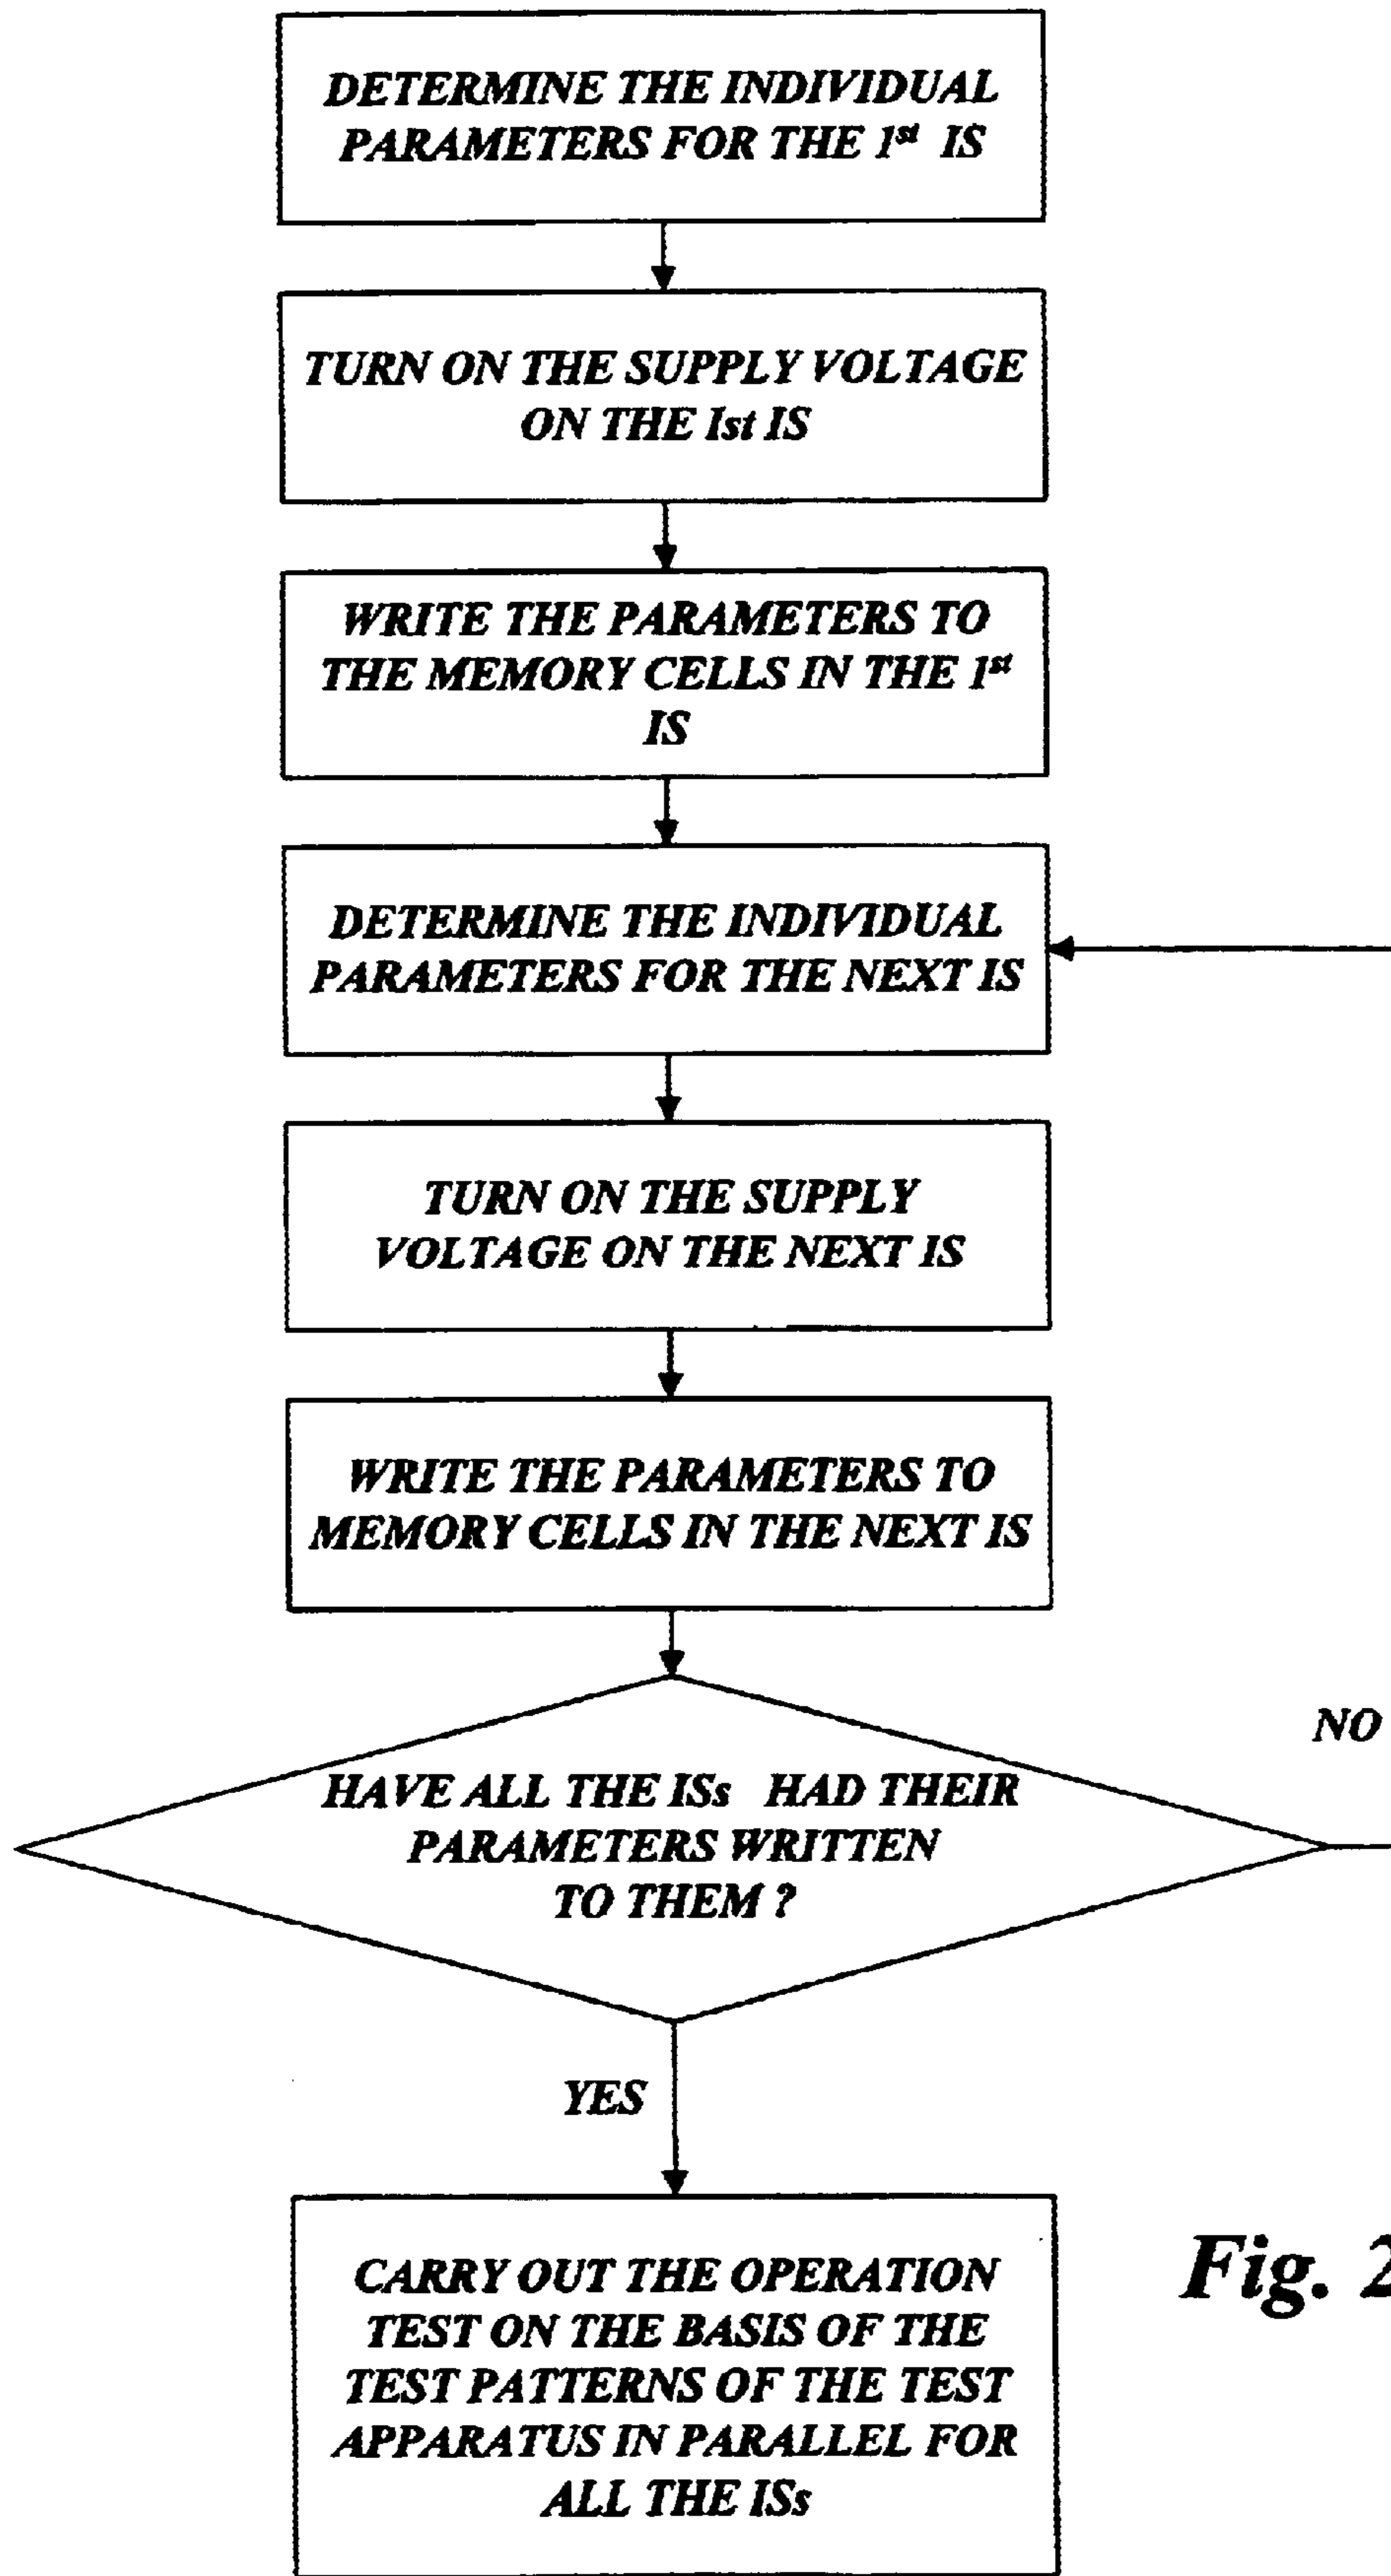 DETERMINE THE INDIVIDUAL
PARAMETERS FOR THE 1st IS
TURN ON THE SUPPLY VOLTAGE
ON THE Ist IS
WRITE THE PARAMETERS TO
THE MEMORY CELLS IN THE 1st
IS
DETERMINE THE INDIVIDUAL
PARAMETERS FOR THE NEXT IS
TURN ON THE SUPPLY
VOLTAGE ON THE NEXT IS
WRITE THE PARAMETERS TO
MEMORY CELLS IN THE NEXT IS
NO
HAVE ALL THE ISs HAD THEIR
PARAMETERS WRITTEN
TO THEM ?
YES
Fig. 2
CARRY OUT THE OPERATION
TEST ON THE BASIS OF THE
TEST PATTERNS OF THE TEST
APPARATUS IN PARALLEL FOR
ALL THE ISs